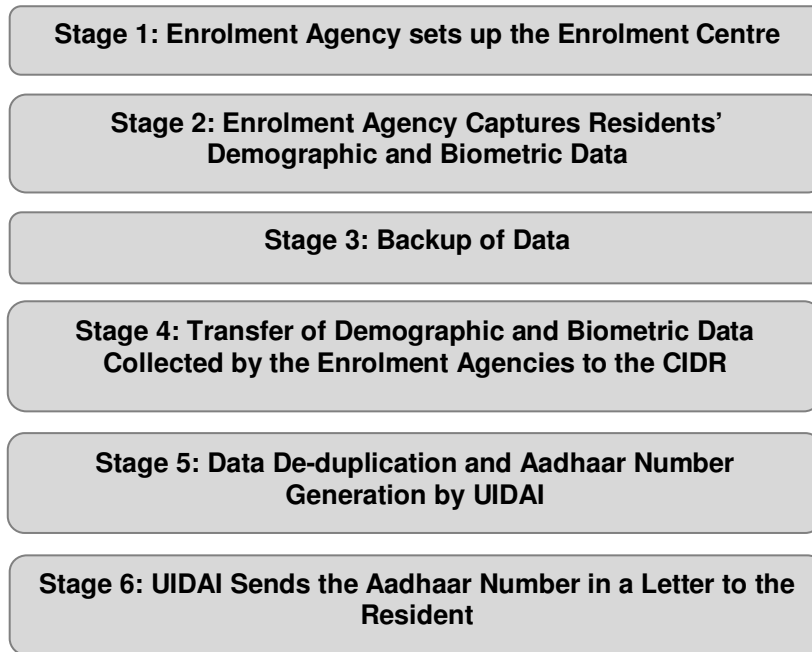 Stage 1: Enrolment Agency sets up the Enrolment Centre
Stage 2: Enrolment Agency Captures Residents’
Demographic and Biometric Data
Stage 3: Backup of Data
Stage 4: Transfer of Demographic and Biometric Data
Collected by the Enrolment Agencies to the CIDR
Stage 5: Data De-duplication and Aadhaar Number
Generation by UIDAI
Stage 6: UIDAI Sends the Aadhaar Number in a Letter to the
Resident